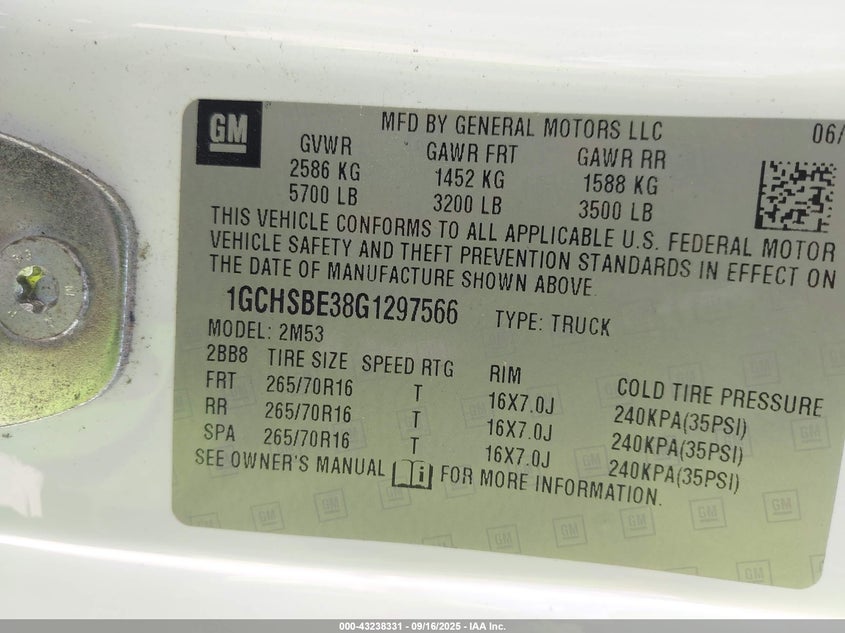 GM
MFD BY GENERAL MOTORS LLC 06/
GVWR GAWR FRT GAWR RR
2586 KG 1452 KG 1588 KG
5700 LB 3200 LB 3500 LB
THIS VEHICLE CONFORMS TO ALL APPLICABLE U.S. FEDERAL MOTOR
VEHICLE SAFETY AND THEFT PREVENTION STANDARDS IN EFFECT ON
THE DATE OF MANUFACTURE SHOWN ABOVE.
1GCHSBE38G1297566 TYPE: TRUCK
MODEL: 2M53
2BB8 TIRE SIZE SPEED RTG RIM COLD TIRE PRESSURE
FRT 265/70R16 T 16X7.0J 240KPA(35PSI)
RR 265/70R16 T 16X7.0J 240KPA(35PSI)
SPA 265/70R16 T 16X7.0J 240KPA(35PSI)
SEE OWNER'S MANUAL FOR MORE INFORMATION.
000-43238331 - 09/16/2025 - IAA Inc.